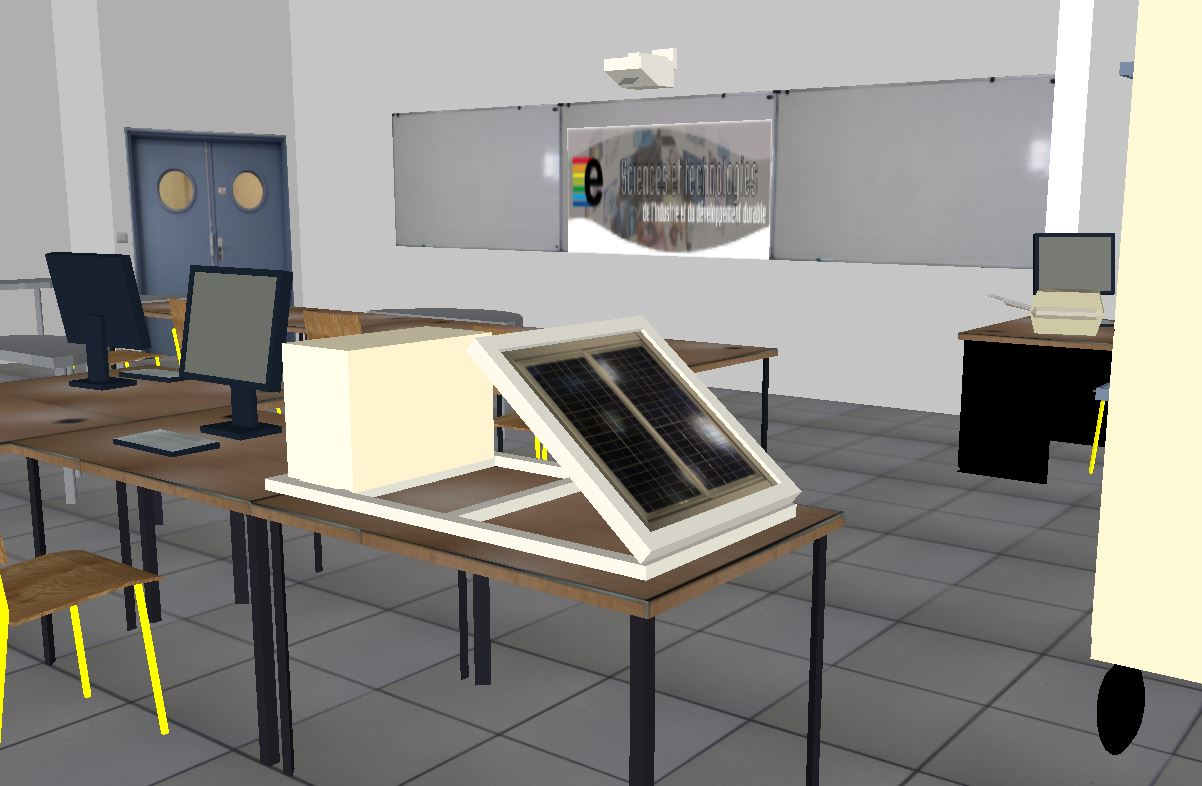 e
Sciences et technologies
de l'industrie et du développement durable